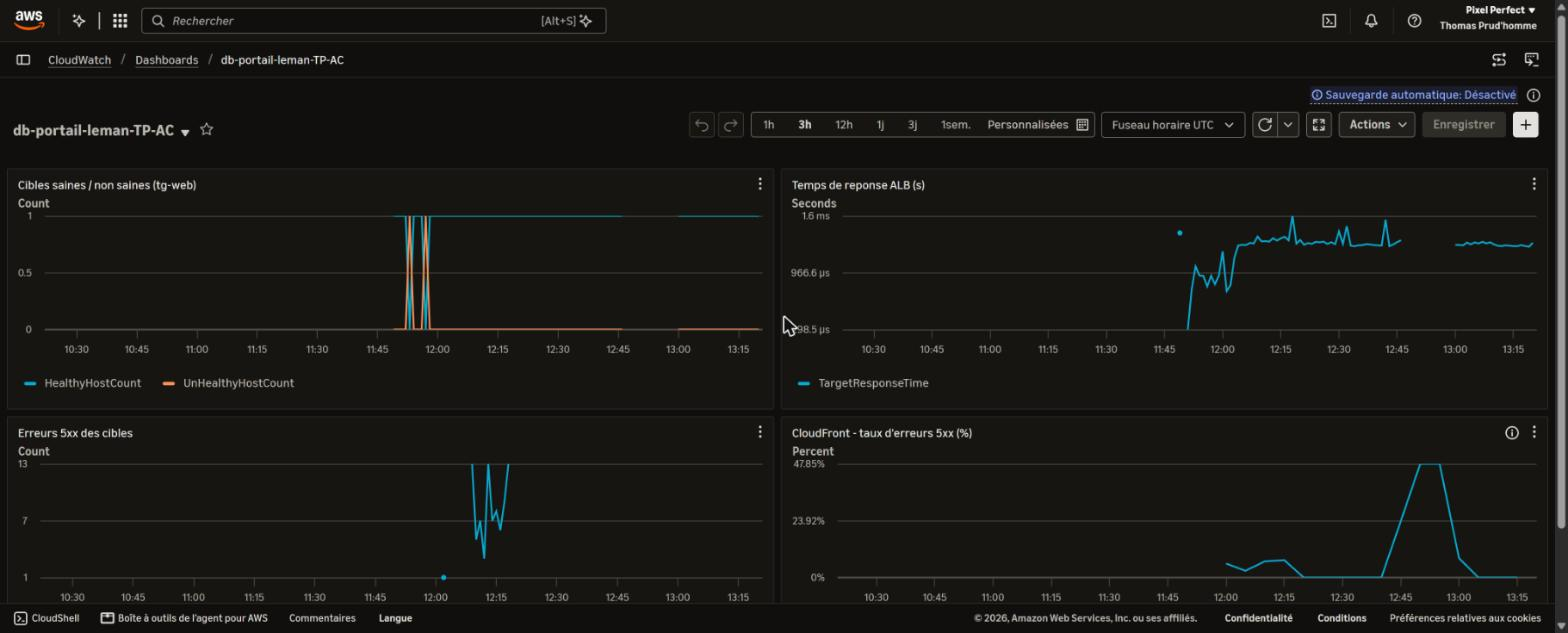 aws
Rechercher
[Alt+S]
Pixel Perfect
Thomas Prud'homme
CloudWatch / Dashboards / db-portail-leman-TP-AC
Sauvegarde automatique: Désactivé
db-portail-leman-TP-AC
1h 3h 12h 1j 3j 1sem. Personnalisées
Fuseau horaire UTC
Actions
Enregistrer
Cibles saines / non saines (tg-web)
Count
1
0.5
0
10:30 10:45 11:00 11:15 11:30 11:45 12:00 12:15 12:30 12:45 13:00 13:15
HealthyHostCount UnHealthyHostCount
Temps de reponse ALB (s)
Seconds
1.6 ms
966.6 µs
98.5 µs
10:30 10:45 11:00 11:15 11:30 11:45 12:00 12:15 12:30 12:45 13:00 13:15
TargetResponseTime
Erreurs 5xx des cibles
Count
13
7
1
10:30 10:45 11:00 11:15 11:30 11:45 12:00 12:15 12:30 12:45 13:00 13:15
CloudFront - taux d'erreurs 5xx (%)
Percent
47.85%
23.92%
0%
10:30 10:45 11:00 11:15 11:30 11:45 12:00 12:15 12:30 12:45 13:00 13:15
CloudShell
Boîte à outils de l'agent pour AWS
Commentaires
Langue
© 2026, Amazon Web Services, Inc. ou ses affiliés.
Confidentialité
Conditions
Préférences relatives aux cookies